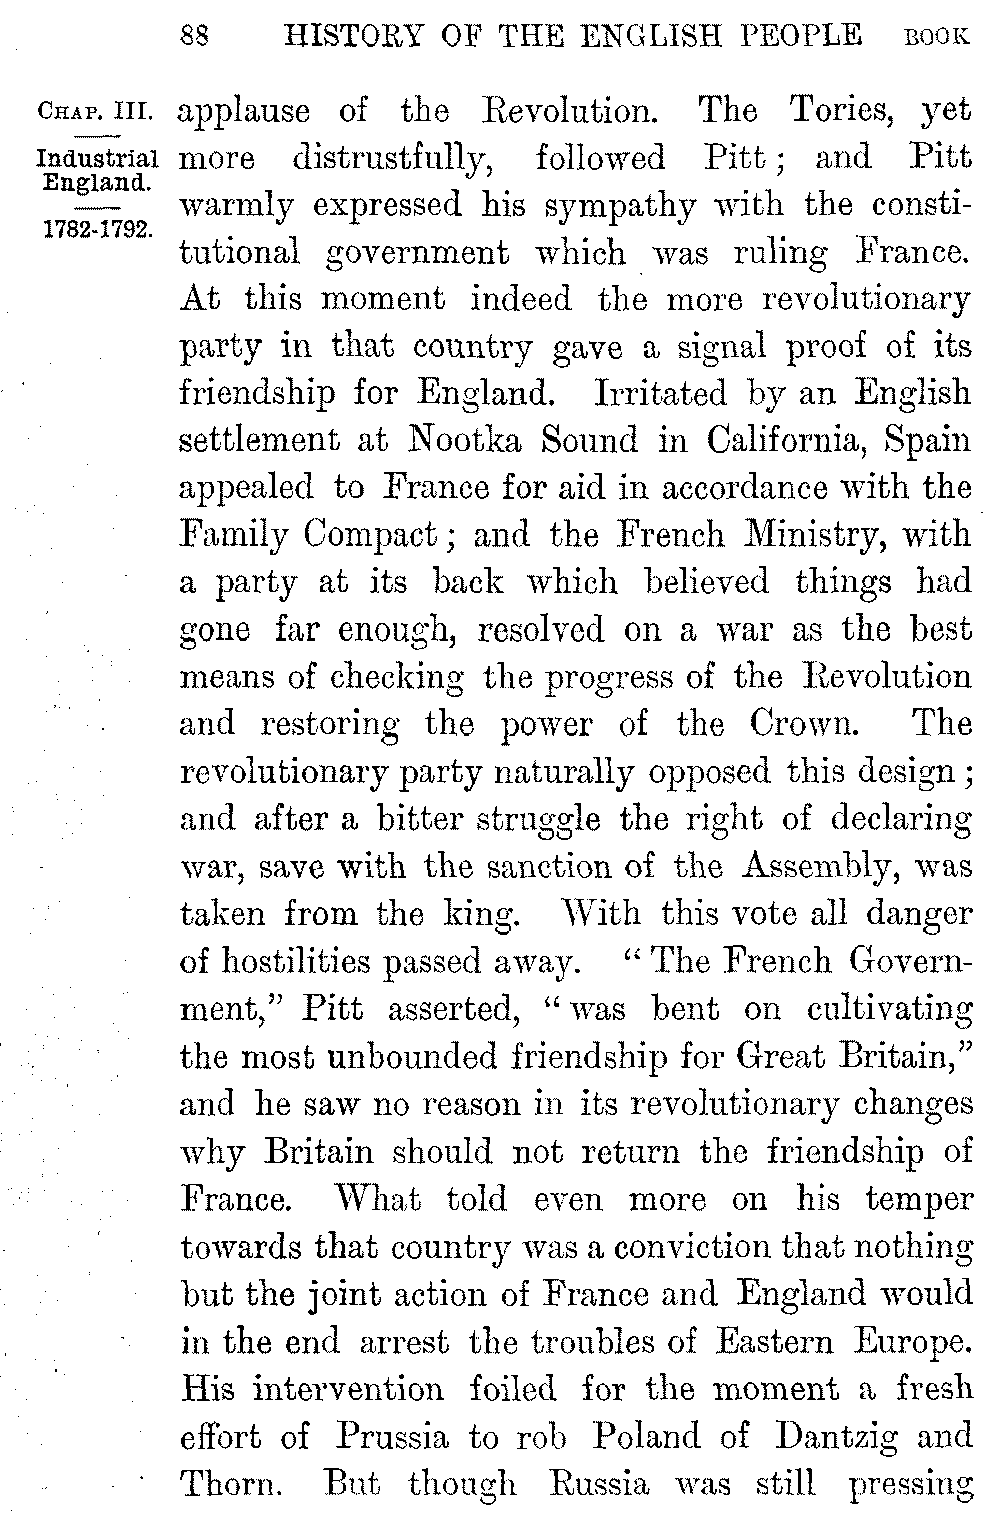 88 HISTORY OF THE ENGLISH PEOPLE BOOK
CHAP. III.
Industrial
England.
1782-1792.
applause of the Revolution. The Tories, yet
more distrustfully, followed Pitt ; and Pitt
warmly expressed his sympathy with the consti-
tutional government which was ruling France.
At this moment indeed the more revolutionary
party in that country gave a signal proof of its
friendship for England. Irritated by an English
settlement at Nootka Sound in California, Spain
appealed to France for aid in accordance with the
Family Compact ; and the French Ministry, with
a party at its back which believed things had
gone far enough, resolved on a war as the best
means of checking the progress of the Revolution
and restoring the power of the Crown. The
revolutionary party naturally opposed this design ;
and after a bitter struggle the right of declaring
war, save with the sanction of the Assembly, was
taken from the king. With this vote all danger
of hostilities passed away. “ The French Govern-
ment,” Pitt asserted, “ was bent on cultivating
the most unbounded friendship for Great Britain,”
and he saw no reason in its revolutionary changes
why Britain should not return the friendship of
France. What told even more on his temper
towards that country was a conviction that nothing
but the joint action of France and England would
in the end arrest the troubles of Eastern Europe.
His intervention foiled for the moment a fresh
effort of Prussia to rob Poland of Dantzig and
Thorn. But though Russia was still pressing